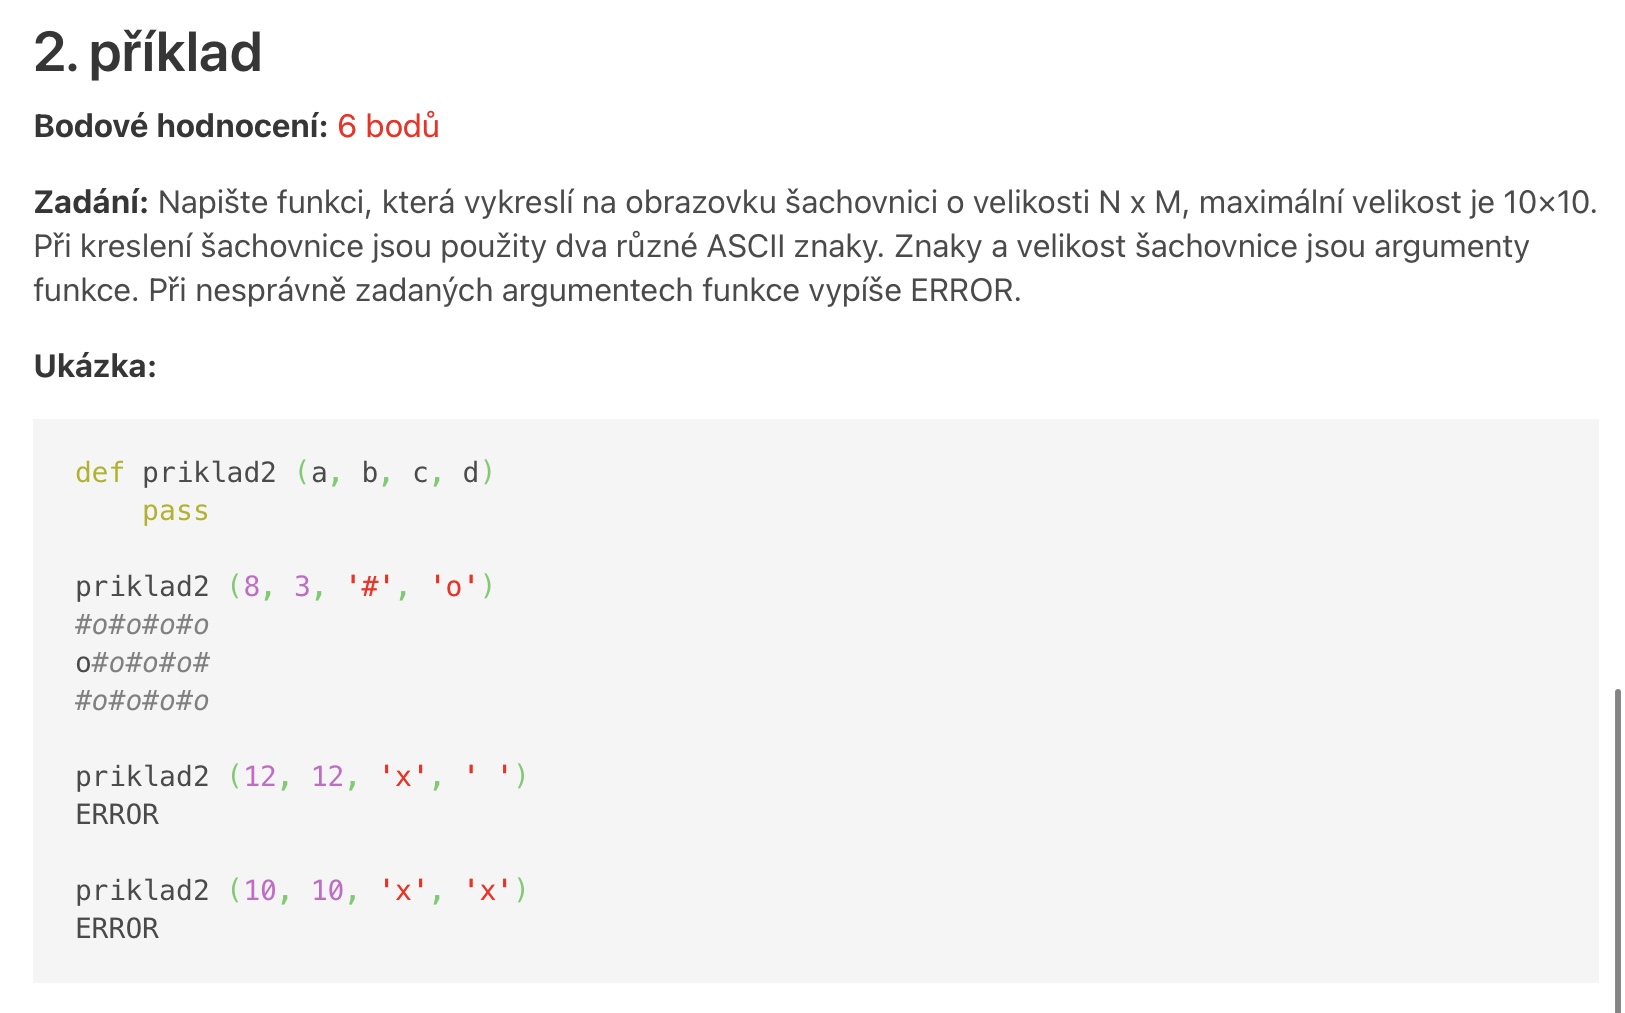 2. příklad
Bodové hodnocení: 6 bodů
Zadání: Napište funkci, která vykreslí na obrazovku šachovnici o velikosti N x M, maximální velikost je 10×10.
Při kreslení šachovnice jsou použity dva různé ASCII znaky. Znaky a velikost šachovnice jsou argumenty
funkce. Při nesprávně zadaných argumentech funkce vypíše ERROR.
Ukázka:
def priklad2 (a, b, c, d)
    pass
priklad2 (8, 3, '#', 'o')
#o#o#o#o
o#o#o#o#
#o#o#o#o
priklad2 (12, 12, 'x', ' ')
ERROR
priklad2 (10, 10, 'x', 'x')
ERROR